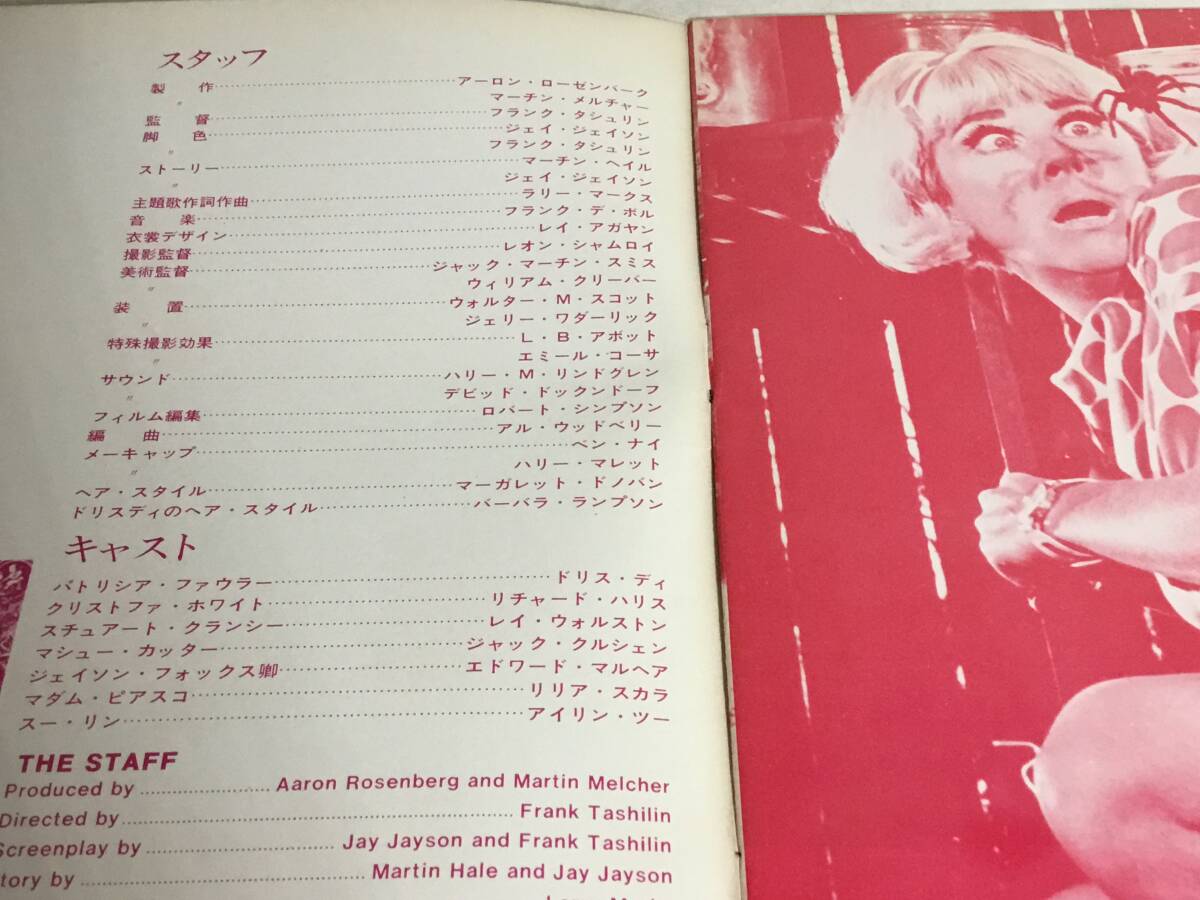 スタッフ
製作…………アーロン・ローゼンバーク
〃 マーチン・メルチャー
監督…………フランク・タシュリン
脚色…………ジェイ・ジェイソン
〃 フランク・タシュリン
ストーリー…………マーチン・ヘイル
〃 ジェイ・ジェイソン
主題歌作詞作曲…………ラリー・マークス
音楽…………フランク・デ・ボル
衣裳デザイン…………レイ・アガヤン
撮影監督…………レオン・シャムロイ
美術監督…………ジャック・マーチン・スミス
〃 ウィリアム・クリーバー
装置…………ウォルター・M・スコット
〃 ジェリー・ワダーリック
特殊撮影効果…………L・B・アボット
〃 エミール・コーサ
サウンド…………ハリー・M・リンドグレン
〃 デビッド・ドックンドーフ
フィルム編集…………ロバート・シンプソン
編曲…………アル・ウッドベリー
メーキャップ…………ベン・ナイ
〃 ハリー・マレット
ヘア・スタイル…………マーガレット・ドノバン
ドリスディのヘア・スタイル…………バーバラ・ランプソン
キャスト
パトリシア・ファウラー…………ドリス・ディ
クリストファ・ホワイト…………リチャード・ハリス
スチュアート・クランシー…………レイ・ウォルストン
マシュー・カッター…………ジャック・クルシェン
ジェイソン・フォックス卿…………エドワード・マルヘア
マダム・ピアスコ…………リリア・スカラ
スー・リン…………アイリン・ツー
THE STAFF
Produced by ............ Aaron Rosenberg and Martin Melcher
Directed by ............ Frank Tashilin
Screenplay by ............ Jay Jayson and Frank Tashilin
tory by ............ Martin Hale and Jay Jayson